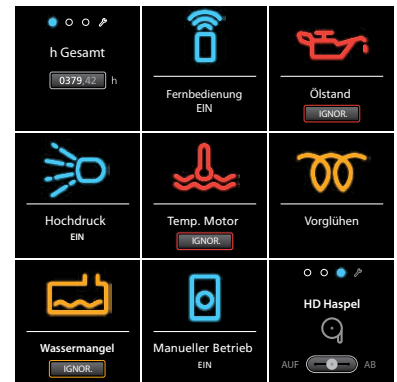 h Gesamt
0379,42 h
Fernbedienung
EIN
Ölstand
IGNOR.
Hochdruck
EIN
Temp. Motor
IGNOR.
Vorglühen
Wassermangel
IGNOR.
Manueller Betrieb
EIN
HD Haspel
AUF AB